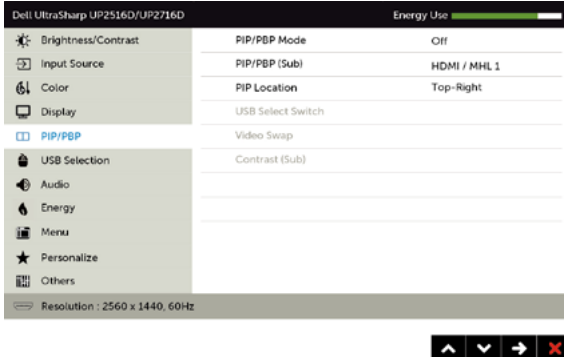 Dell UltraSharp UP2516D/UP2716D Energy Use
Brightness/Contrast PIP/PBP Mode Off
Input Source PIP/PBP (Sub) HDMI / MHL 1
Color PIP Location Top-Right
Display USB Select Switch
PIP/PBP Video Swap
USB Selection Contrast (Sub)
Audio
Energy
Menu
Personalize
Others
Resolution : 2560 x 1440, 60Hz